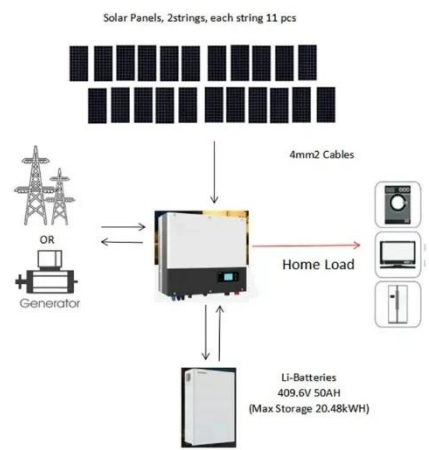 Solar Panels, 2strings, each string 11 pcs
4mm2 Cables
OR
Generator
Home Load
Li-Batteries
409.6V 50AH
(Max Storage 20.48kWH)